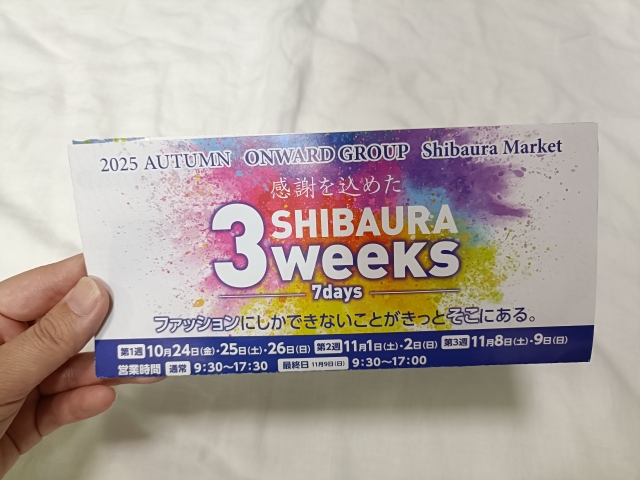 2025 AUTUMN ONWARD GROUP Shibaura Market
感謝を込めた
3 SHIBAURA
weeks
7days
ファッションにしかできないことがきっとそこにある。
第1週 10月24日(金)・25日(土)・26日(日) 第2週 11月1日(土)・2日(日) 第3週 11月8日(土)・9日(日)
営業時間 通常 9:30～17:30 最終日 11月9日(日) 9:30～17:00